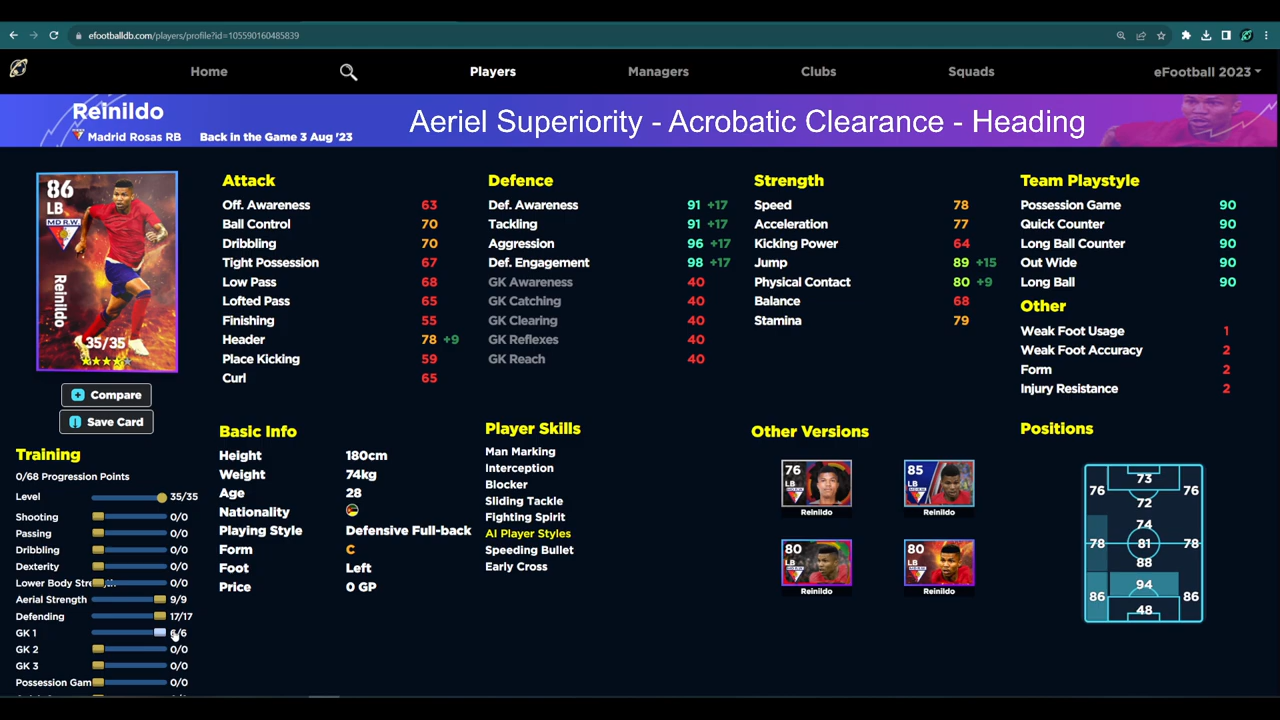 efootballdb.com/players/profile?id=105590160485839
Home Players Managers Clubs Squads eFootball 2023
Reinildo
Madrid Rosas RB Back in the Game 3 Aug '23
Aeriel Superiority - Acrobatic Clearance - Heading
86
LB
MD R.W.
Reinildo
35/35
Compare
Save Card
Training
0/68 Progression Points
Level 35/35
Shooting 0/0
Passing 0/0
Dribbling 0/0
Dexterity 0/0
Lower Body 0/0
Aerial Strength 9/9
Defending 17/17
GK 1 6/6
GK 2 0/0
GK 3 0/0
Possession Gam 0/0
Attack
Off. Awareness 63
Ball Control 70
Dribbling 70
Tight Possession 67
Low Pass 68
Lofted Pass 65
Finishing 55
Header 78 +9
Place Kicking 59
Curl 65
Defence
Def. Awareness 91 +17
Tackling 91 +17
Aggression 96 +17
Def. Engagement 98 +17
GK Awareness 40
GK Catching 40
GK Clearing 40
GK Reflexes 40
GK Reach 40
Strength
Speed 78
Acceleration 77
Kicking Power 64
Jump 89 +15
Physical Contact 80 +9
Balance 68
Stamina 79
Team Playstyle
Possession Game 90
Quick Counter 90
Long Ball Counter 90
Out Wide 90
Long Ball 90
Other
Weak Foot Usage 1
Weak Foot Accuracy 2
Form 2
Injury Resistance 2
Basic Info
Height 180cm
Weight 74kg
Age 28
Nationality
Playing Style Defensive Full-back
Form C
Foot Left
Price 0 GP
Player Skills
Man Marking
Interception
Blocker
Sliding Tackle
Fighting Spirit
AI Player Styles
Speeding Bullet
Early Cross
Other Versions
76
LB
Reinildo
85
LB
Reinildo
80
LB
Reinildo
80
LB
Reinildo
Positions
73
76 76
72
74
78 81 78
88
94
86 86
48